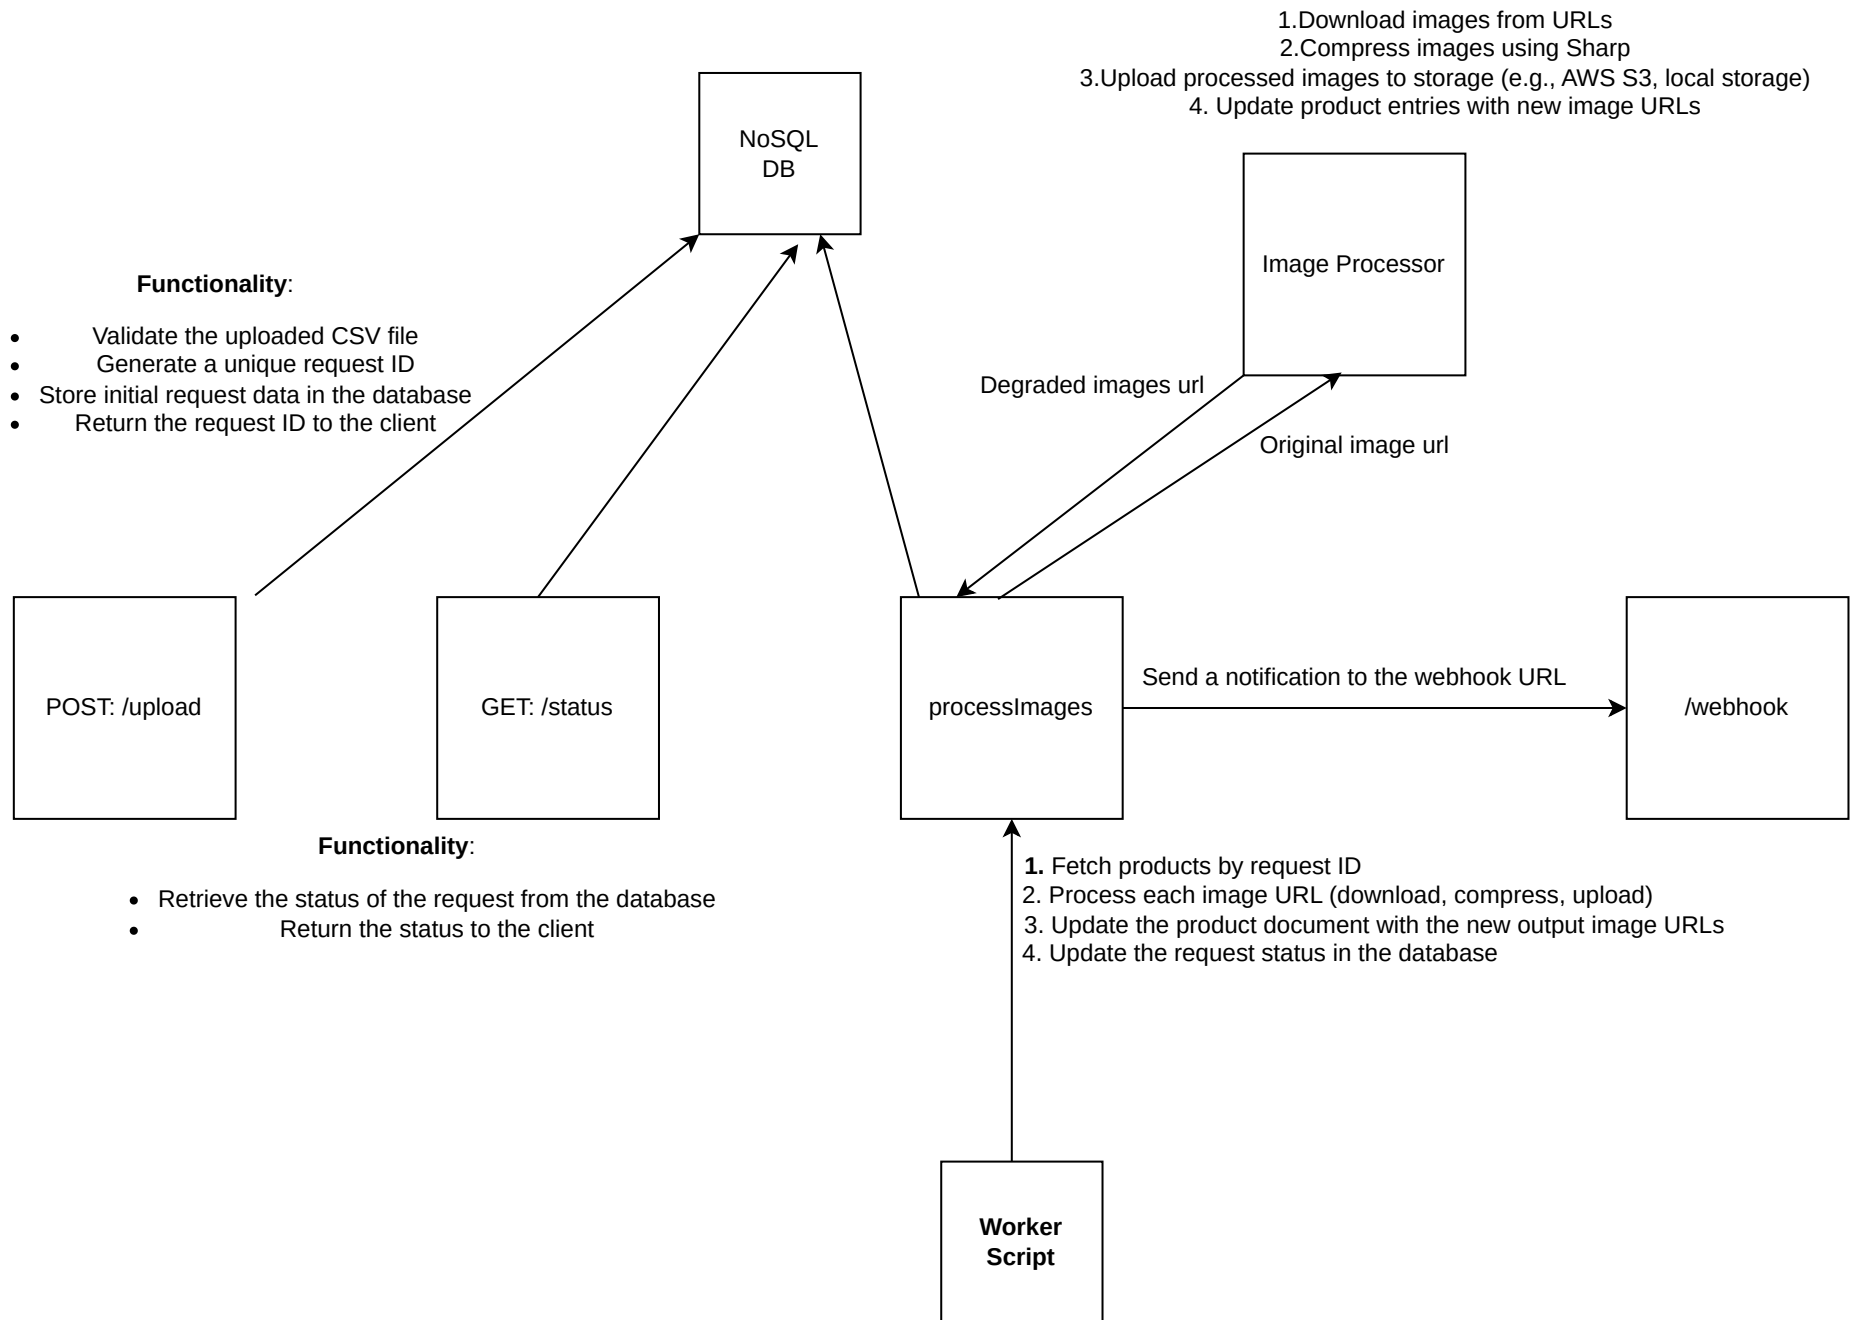 1.Download images from URLs
2.Compress images using Sharp
3.Upload processed images to storage (e.g., AWS S3, local storage)
4. Update product entries with new image URLs
NoSQL
DB
Image Processor
Functionality:
• Validate the uploaded CSV file
• Generate a unique request ID
• Store initial request data in the database
• Return the request ID to the client
Degraded images url
Original image url
POST: /upload
GET: /status
processImages
Send a notification to the webhook URL
/webhook
Functionality:
• Retrieve the status of the request from the database
• Return the status to the client
1. Fetch products by request ID
2. Process each image URL (download, compress, upload)
3. Update the product document with the new output image URLs
4. Update the request status in the database
Worker
Script